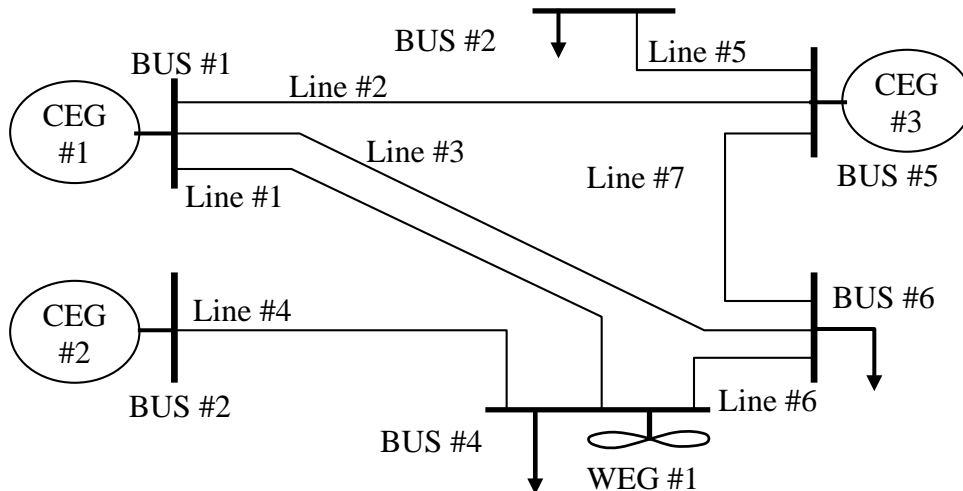 BUS #2
Line #5
BUS #1
Line #2
CEG
#1
CEG
#3
Line #3
Line #7
BUS #5
Line #1
CEG
#2
Line #4
BUS #6
BUS #2
Line #6
BUS #4
WEG #1